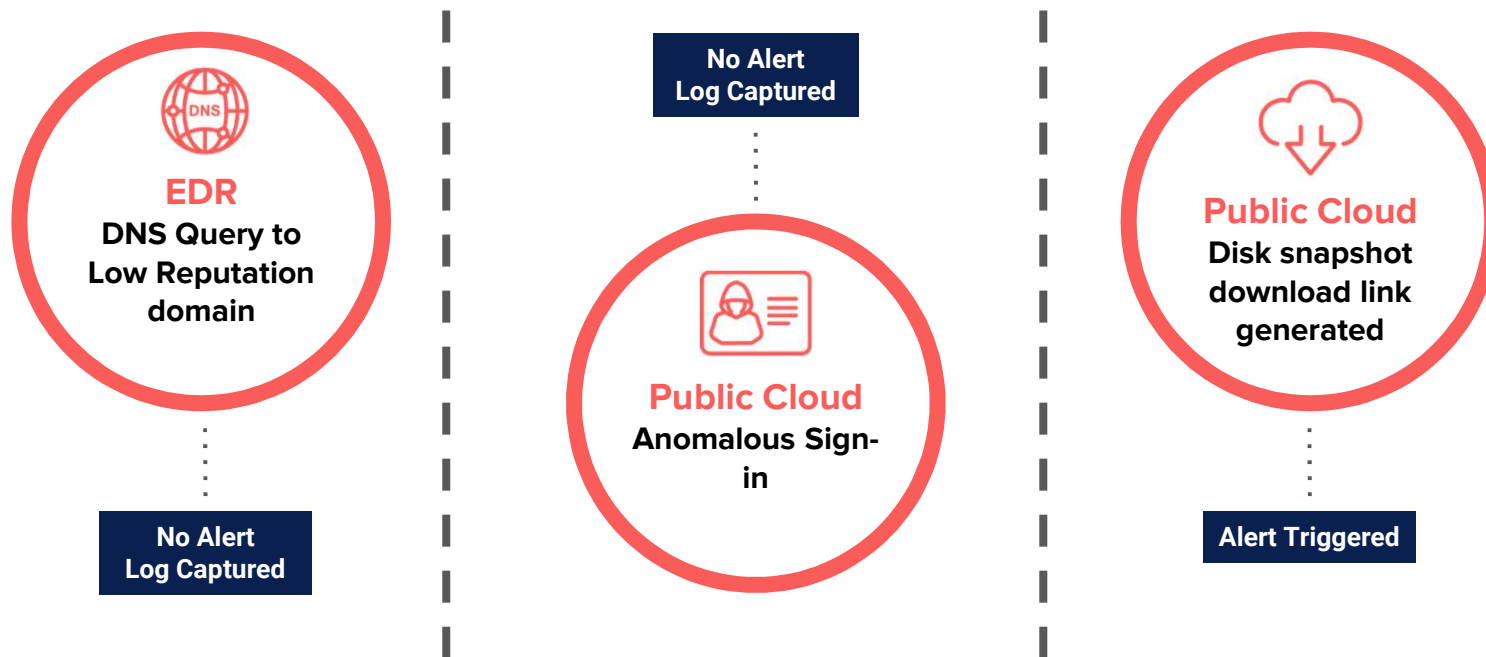 DNS
EDR
DNS Query to
Low Reputation
domain
No Alert
Log Captured
No Alert
Log Captured
Public Cloud
Anomalous Sign-
in
Public Cloud
Disk snapshot
download link
generated
Alert Triggered